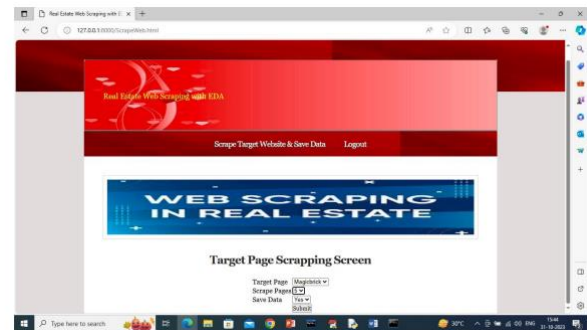 Real Estate Web Scraping with E
127.0.0.1:8000/ScrapeWeb.html
Real Estate Web Scraping with EDA
Scrape Target Website & Save Data Logout
WEB SCRAPING
IN REAL ESTATE
Target Page Scrapping Screen
Target Page Magicbrick
Scrape Pages 5
Save Data Yes
Submit
Type here to search
30°C
ENG
15:44
31-10-2023